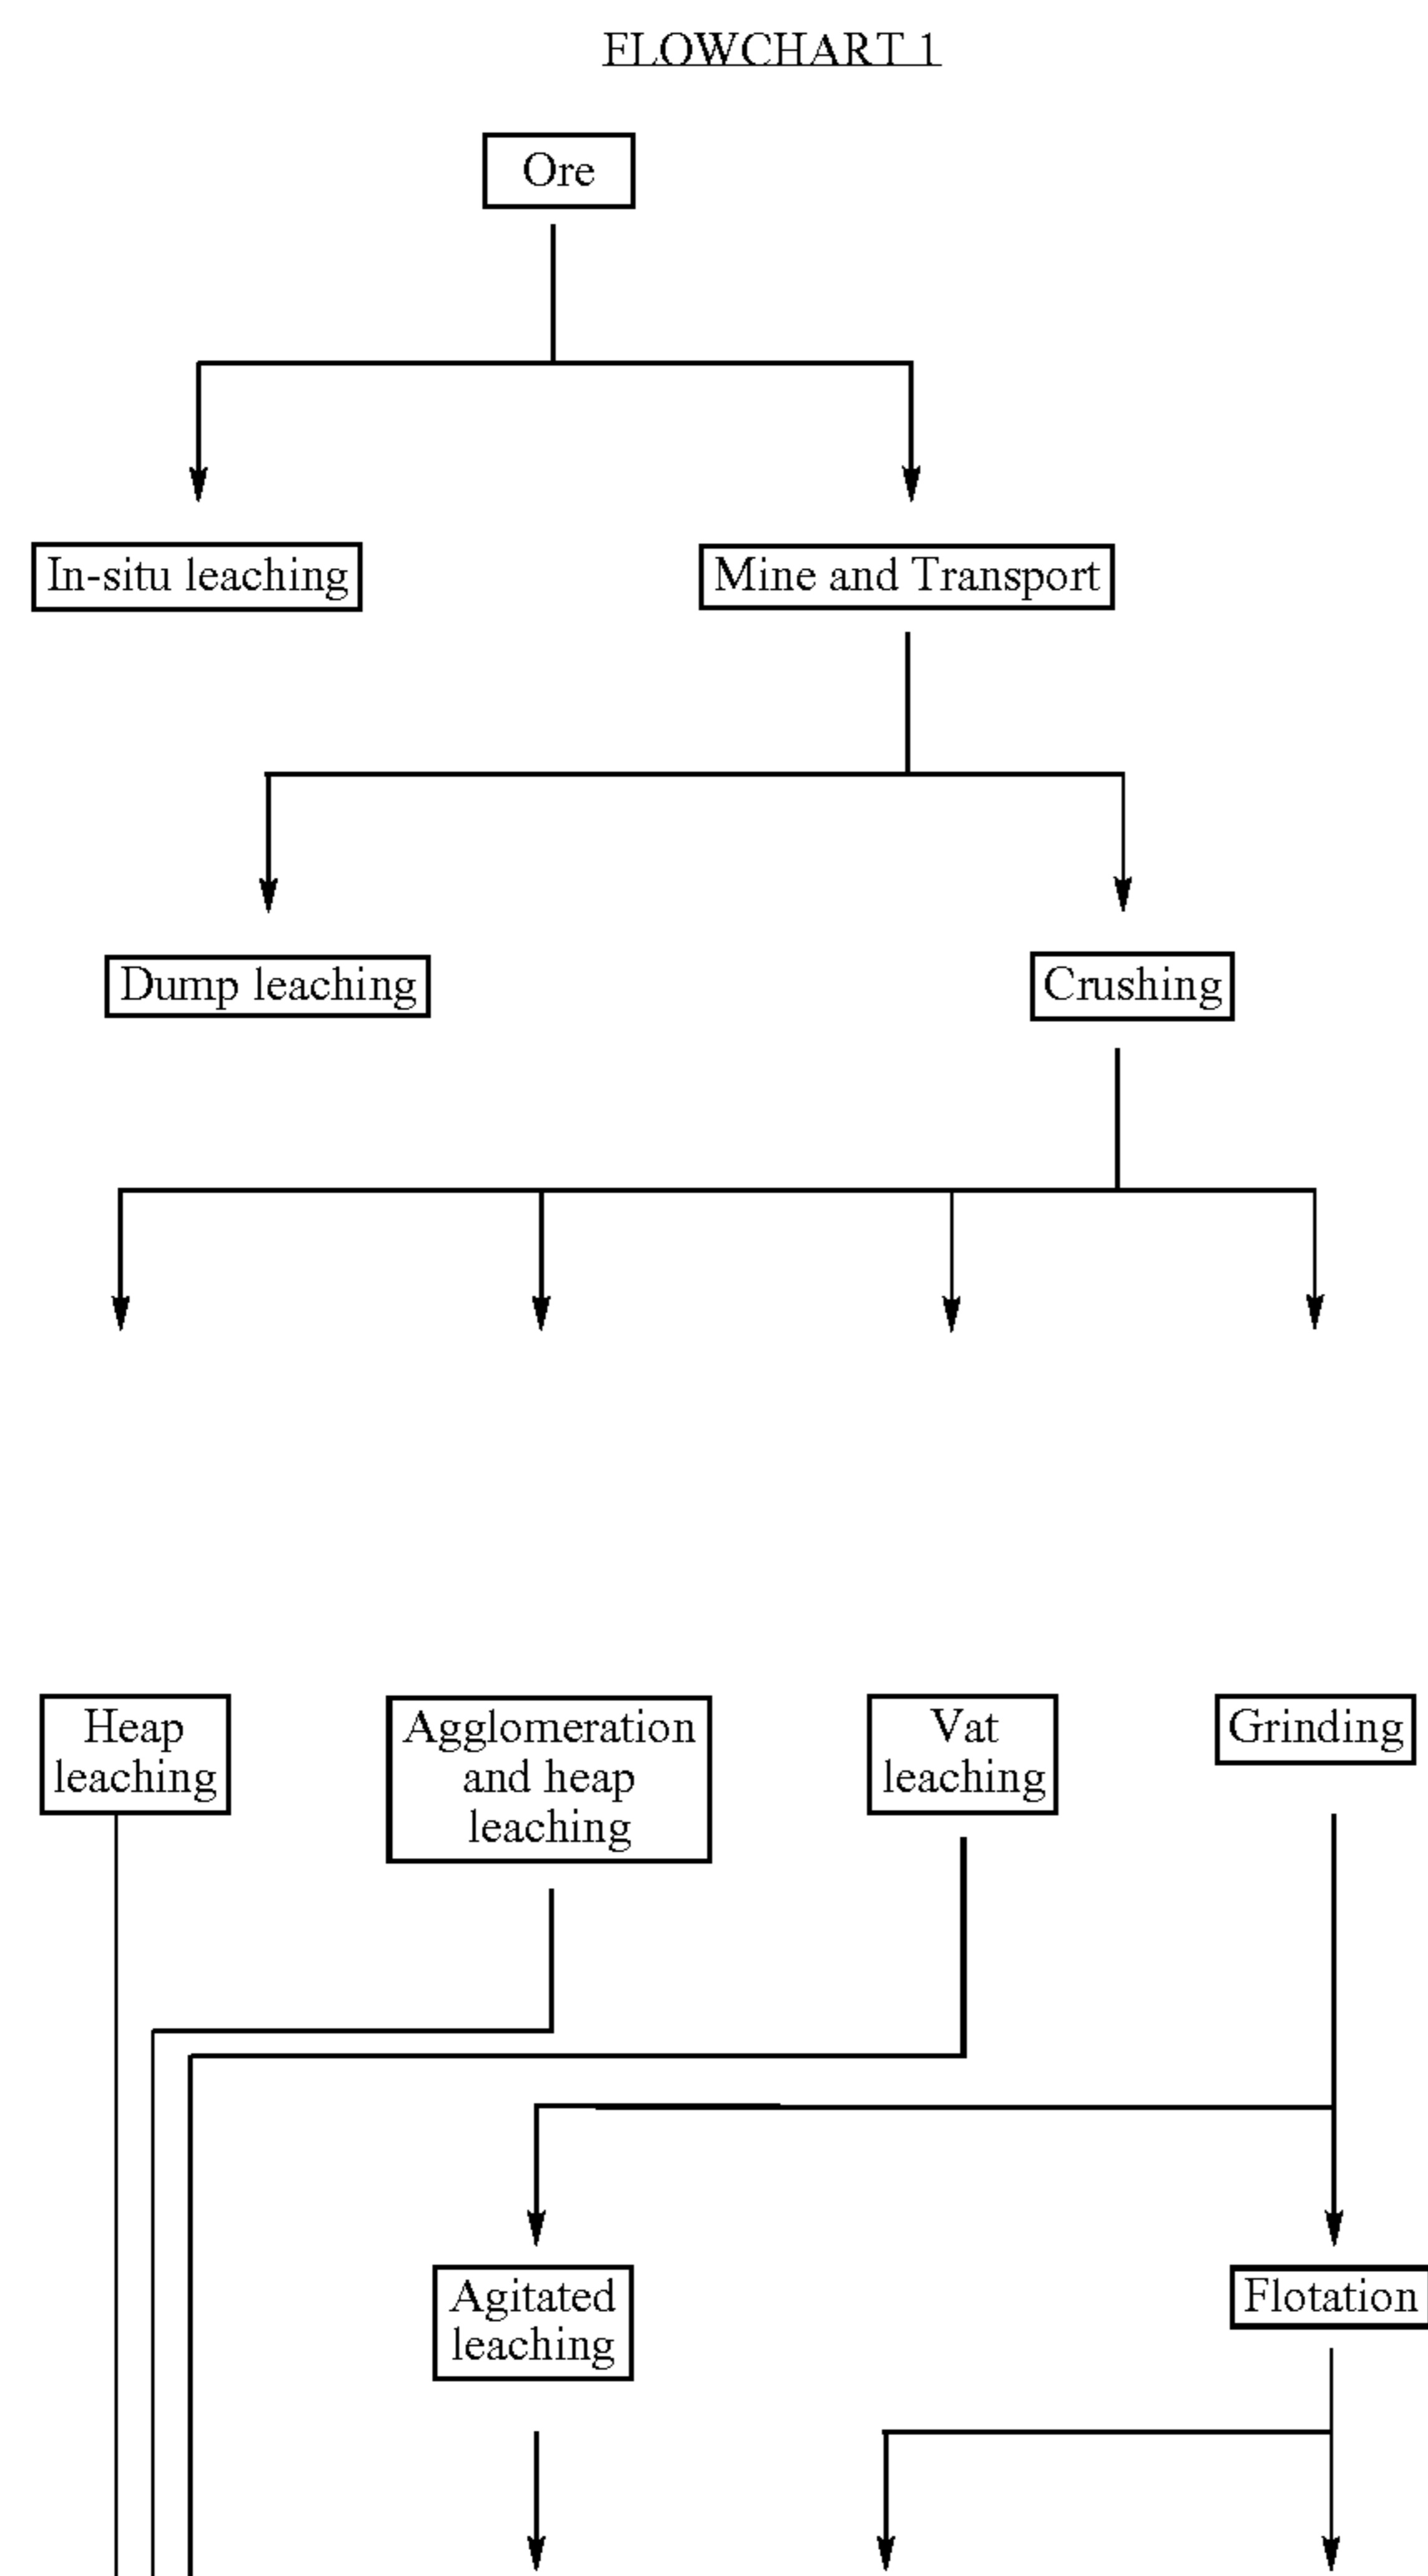 FLOWCHART 1
Ore
In-situ leaching
Mine and Transport
Dump leaching
Crushing
Heap
leaching
Agglomeration
and heap
leaching
Vat
leaching
Grinding
Agitated
leaching
Flotation